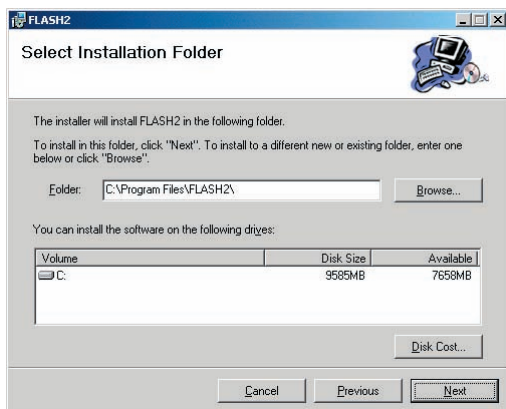 FLASH2
Select Installation Folder
The installer will install FLASH2 in the following folder.
To install in this folder, click "Next". To install to a different new or existing folder, enter one
below or click "Browse".
Folder: C:\Program Files\FLASH2\ Browse...
You can install the software on the following drives:
Volume Disk Size Available
C: 9585MB 7658MB
Disk Cost...
Cancel Previous Next